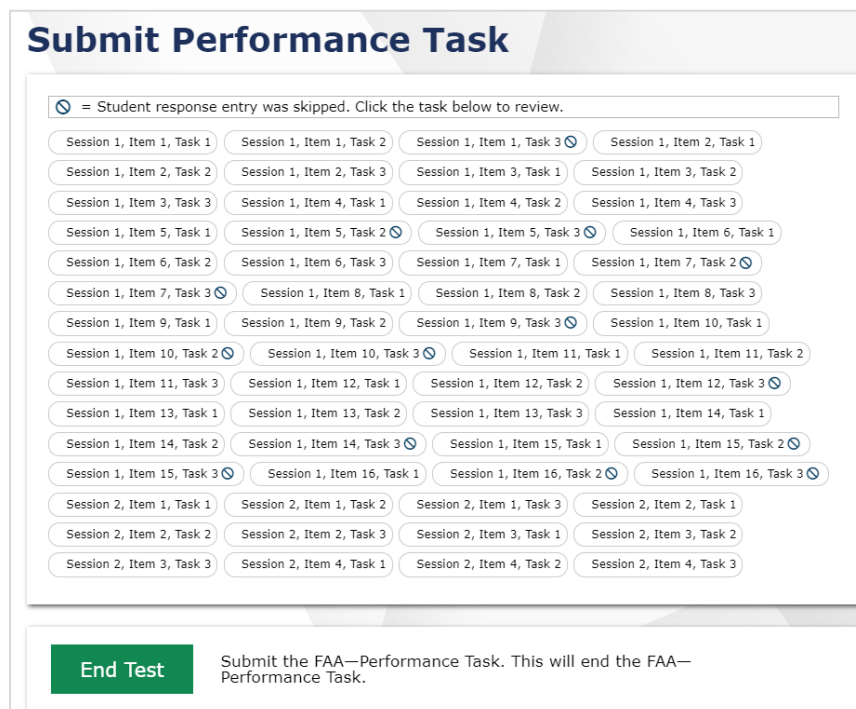 Submit Performance Task
= Student response entry was skipped. Click the task below to review.
Session 1, Item 1, Task 1 Session 1, Item 1, Task 2 Session 1, Item 1, Task 3 Session 1, Item 2, Task 1
Session 1, Item 2, Task 2 Session 1, Item 2, Task 3 Session 1, Item 3, Task 1 Session 1, Item 3, Task 2
Session 1, Item 3, Task 3 Session 1, Item 4, Task 1 Session 1, Item 4, Task 2 Session 1, Item 4, Task 3
Session 1, Item 5, Task 1 Session 1, Item 5, Task 2 Session 1, Item 5, Task 3 Session 1, Item 6, Task 1
Session 1, Item 6, Task 2 Session 1, Item 6, Task 3 Session 1, Item 7, Task 1 Session 1, Item 7, Task 2
Session 1, Item 7, Task 3 Session 1, Item 8, Task 1 Session 1, Item 8, Task 2 Session 1, Item 8, Task 3
Session 1, Item 9, Task 1 Session 1, Item 9, Task 2 Session 1, Item 9, Task 3 Session 1, Item 10, Task 1
Session 1, Item 10, Task 2 Session 1, Item 10, Task 3 Session 1, Item 11, Task 1 Session 1, Item 11, Task 2
Session 1, Item 11, Task 3 Session 1, Item 12, Task 1 Session 1, Item 12, Task 2 Session 1, Item 12, Task 3
Session 1, Item 13, Task 1 Session 1, Item 13, Task 2 Session 1, Item 13, Task 3 Session 1, Item 14, Task 1
Session 1, Item 14, Task 2 Session 1, Item 14, Task 3 Session 1, Item 15, Task 1 Session 1, Item 15, Task 2
Session 1, Item 15, Task 3 Session 1, Item 16, Task 1 Session 1, Item 16, Task 2 Session 1, Item 16, Task 3
Session 2, Item 1, Task 1 Session 2, Item 1, Task 2 Session 2, Item 1, Task 3 Session 2, Item 2, Task 1
Session 2, Item 2, Task 2 Session 2, Item 2, Task 3 Session 2, Item 3, Task 1 Session 2, Item 3, Task 2
Session 2, Item 3, Task 3 Session 2, Item 4, Task 1 Session 2, Item 4, Task 2 Session 2, Item 4, Task 3
End Test
Submit the FAA—Performance Task. This will end the FAA—
Performance Task.